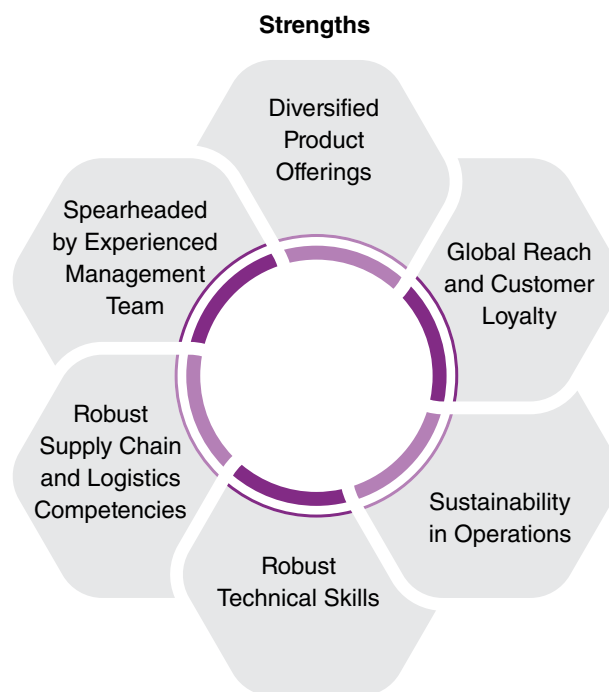 Strengths
Diversified
Product
Offerings
Global Reach
and Customer
Loyalty
Sustainability
in Operations
Robust
Technical Skills
Robust
Supply Chain
and Logistics
Competencies
Spearheaded
by Experienced
Management
Team